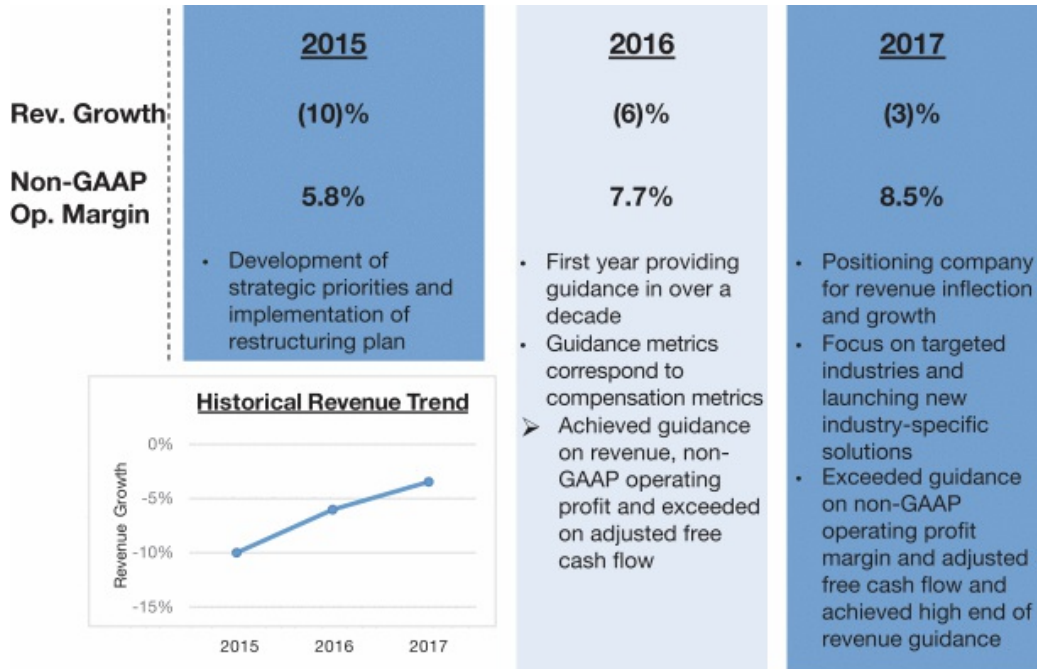 2015
2016
2017
Rev. Growth
(10)%
(6)%
(3)%
Non-GAAP
Op. Margin
5.8%
7.7%
8.5%
• Development of
strategic priorities and
implementation of
restructuring plan
• First year providing
guidance in over a
decade
• Guidance metrics
correspond to
compensation metrics
➢ Achieved guidance
on revenue, non-
GAAP operating
profit and exceeded
on adjusted free
cash flow
• Positioning company
for revenue inflection
and growth
• Focus on targeted
industries and
launching new
industry-specific
solutions
• Exceeded guidance
on non-GAAP
operating profit
margin and adjusted
free cash flow and
achieved high end of
revenue guidance
Historical Revenue Trend
Revenue Growth
0%
-5%
-10%
-15%
2015
2016
2017